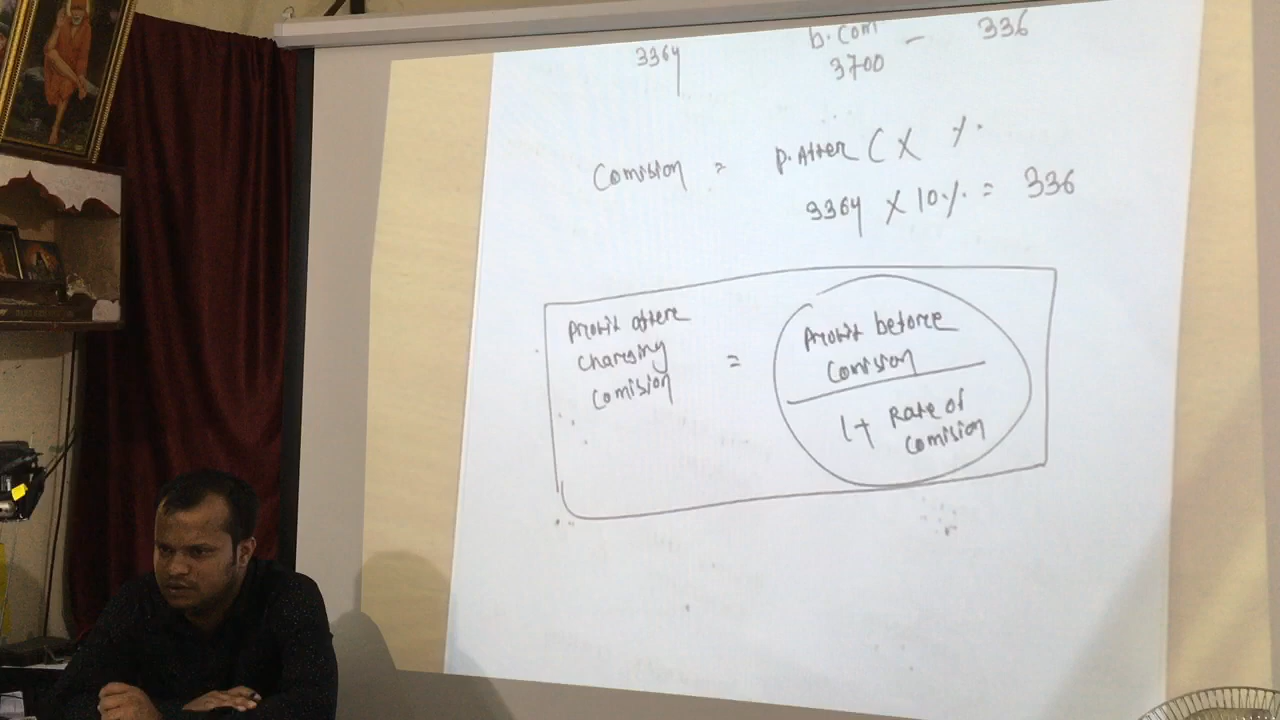 b.com - 336
3364 3700
Comision = P.After C X %
3364 X 10% = 336
Profit after
charging
comision
=
Profit before
comision
1+ Rate of
comision